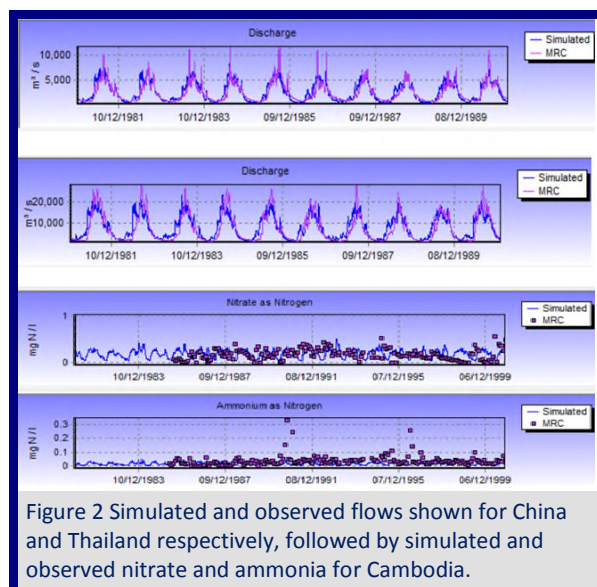 Discharge
Simulated
MRC
10,000
5,000
m³ / s
10/12/1981 10/12/1983 09/12/1985 09/12/1987 08/12/1989
Discharge
Simulated
MRC
20,000
10,000
m³ / s
10/12/1981 10/12/1983 09/12/1985 09/12/1987 08/12/1989
Nitrate as Nitrogen
Simulated
MRC
1
0
mg N / l
10/12/1983 09/12/1987 08/12/1991 07/12/1995 06/12/1999
Ammonium as Nitrogen
Simulated
MRC
0.3
0.2
0.1
0
mg N / l
10/12/1983 09/12/1987 08/12/1991 07/12/1995 06/12/1999
Figure 2 Simulated and observed flows shown for China
and Thailand respectively, followed by simulated and
observed nitrate and ammonia for Cambodia.